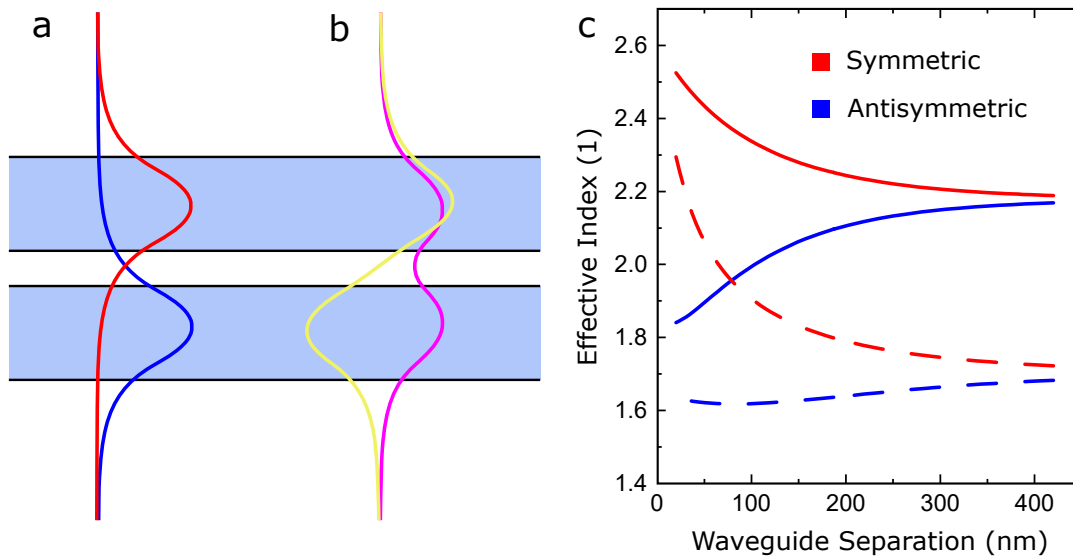 a
b
c
Symmetric
Antisymmetric
Effective Index (1)
2.6
2.4
2.2
2.0
1.8
1.6
1.4
0
100
200
300
400
Waveguide Separation (nm)